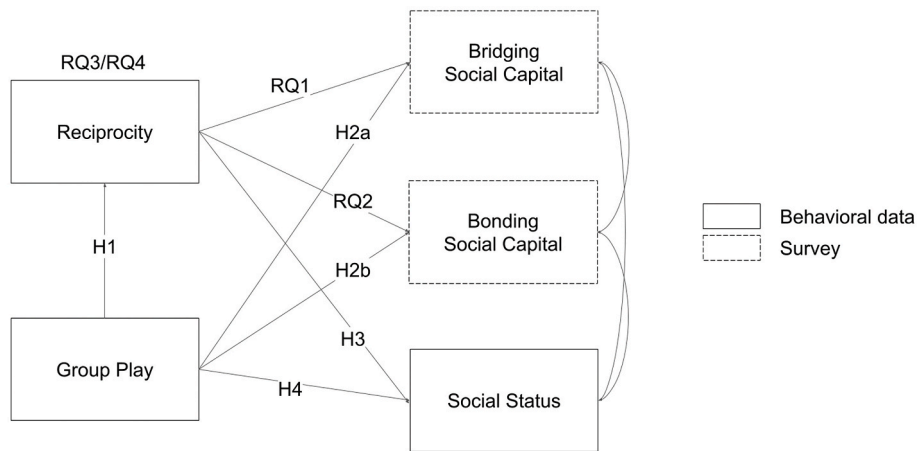 RQ3/RQ4
Reciprocity
H1
Group Play
RQ1
H2a
RQ2
H2b
H3
H4
Bridging
Social Capital
Bonding
Social Capital
Social Status
Behavioral data
Survey